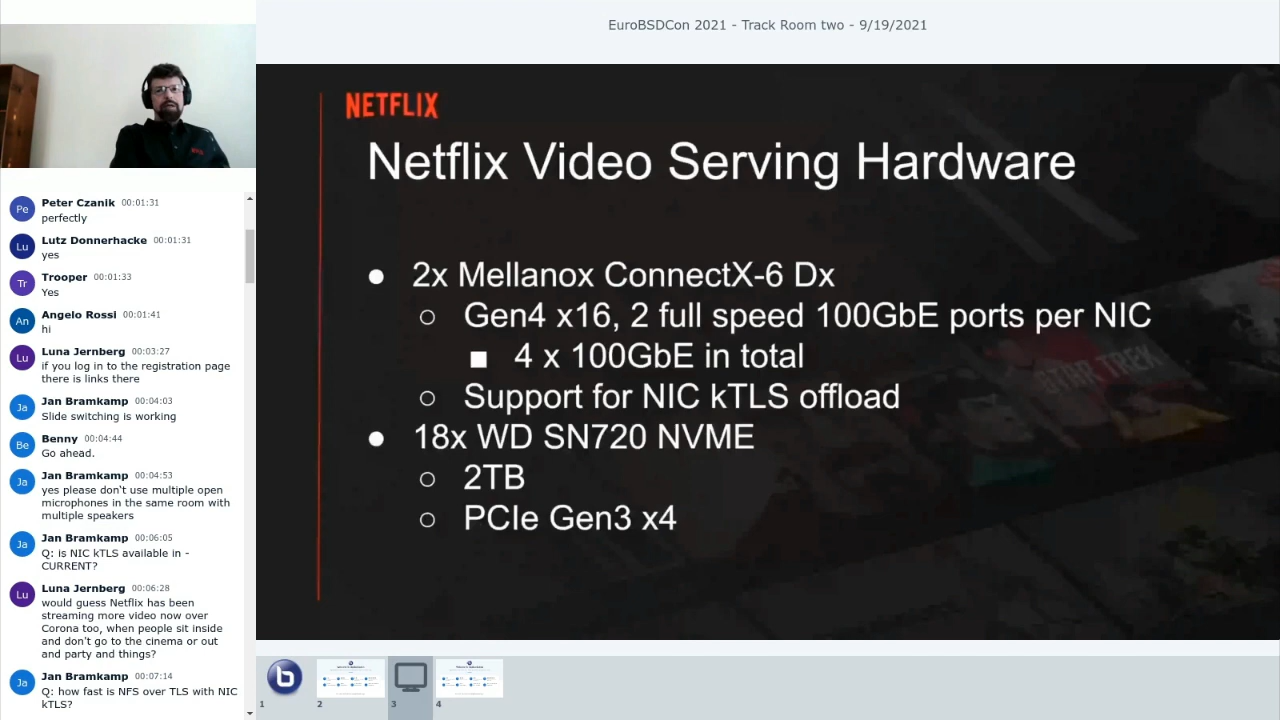 EuroBSDCon 2021 - Track Room two - 9/19/2021
NETFLIX
Netflix Video Serving Hardware
● 2x Mellanox ConnectX-6 Dx
○ Gen4 x16, 2 full speed 100GbE ports per NIC
■ 4 x 100GbE in total
○ Support for NIC kTLS offload
● 18x WD SN720 NVME
○ 2TB
○ PCIe Gen3 x4
STAR TREK
Pe
Peter Czanik 00:01:31
perfectly
Lu
Lutz Donnerhacke 00:01:31
yes
Tr
Trooper 00:01:33
Yes
An
Angelo Rossi 00:01:41
hi
Lu
Luna Jernberg 00:03:27
if you log in to the registration page
there is links there
Ja
Jan Bramkamp 00:04:03
Slide switching is working
Be
Benny 00:04:44
Go ahead.
Ja
Jan Bramkamp 00:04:53
yes please don't use multiple open
microphones in the same room with
multiple speakers
Ja
Jan Bramkamp 00:06:05
Q: is NIC kTLS available in -
CURRENT?
Lu
Luna Jernberg 00:06:28
would guess Netflix has been
streaming more video now over
Corona too, when people sit inside
and don't go to the cinema or out
and party and things?
Ja
Jan Bramkamp 00:07:14
Q: how fast is NFS over TLS with NIC
kTLS?
b
1
2
3
4